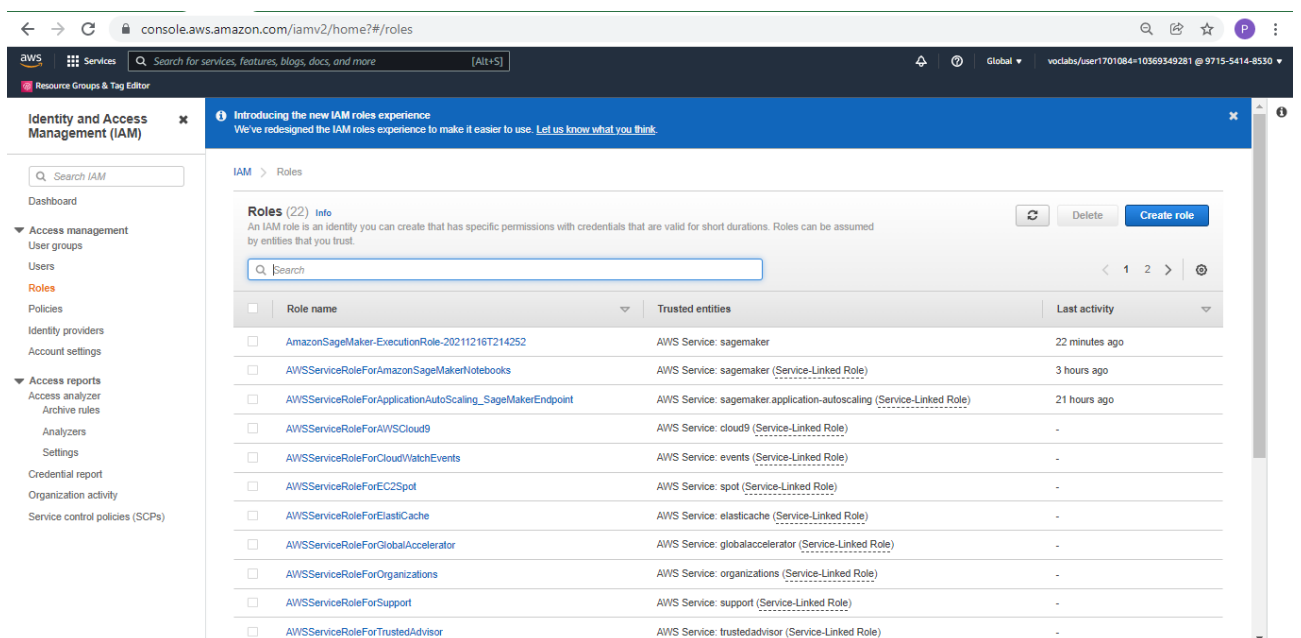 console.aws.amazon.com/iamv2/home?#/roles
P
aws
Services
Search for services, features, blogs, docs, and more
[Alt+S]
Global
voclabs/user1701084=10369349281 @ 9715-5414-8530
Resource Groups & Tag Editor
Identity and Access Management (IAM)
Search IAM
Dashboard
Access management
User groups
Users
Roles
Policies
Identity providers
Account settings
Access reports
Access analyzer
Archive rules
Analyzers
Settings
Credential report
Organization activity
Service control policies (SCPs)
Introducing the new IAM roles experience
We've redesigned the IAM roles experience to make it easier to use. Let us know what you think.
IAM > Roles
Roles (22) Info
An IAM role is an identity you can create that has specific permissions with credentials that are valid for short durations. Roles can be assumed
by entities that you trust.
Delete
Create role
Search
1 2
Role name Trusted entities Last activity
AmazonSageMaker-ExecutionRole-20211216T214252 AWS Service: sagemaker 22 minutes ago
AWSServiceRoleForAmazonSageMakerNotebooks AWS Service: sagemaker (Service-Linked Role) 3 hours ago
AWSServiceRoleForApplicationAutoScaling_SageMakerEndpoint AWS Service: sagemaker.application-autoscaling (Service-Linked Role) 21 hours ago
AWSServiceRoleForAWSCloud9 AWS Service: cloud9 (Service-Linked Role) -
AWSServiceRoleForCloudWatchEvents AWS Service: events (Service-Linked Role) -
AWSServiceRoleForEC2Spot AWS Service: spot (Service-Linked Role) -
AWSServiceRoleForElastiCache AWS Service: elasticache (Service-Linked Role) -
AWSServiceRoleForGlobalAccelerator AWS Service: globalaccelerator (Service-Linked Role) -
AWSServiceRoleForOrganizations AWS Service: organizations (Service-Linked Role) -
AWSServiceRoleForSupport AWS Service: support (Service-Linked Role) -
AWSServiceRoleForTrustedAdvisor AWS Service: trustedadvisor (Service-Linked Role) -